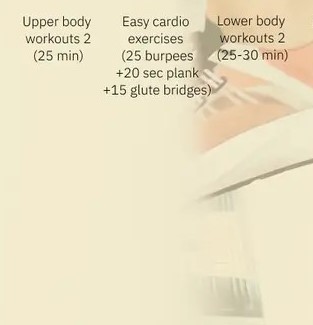 Upper body
workouts 2
(25 min)
Easy cardio
exercises
(25 burpees
+20 sec plank
+15 glute bridges)
Lower body
workouts 2
(25-30 min)